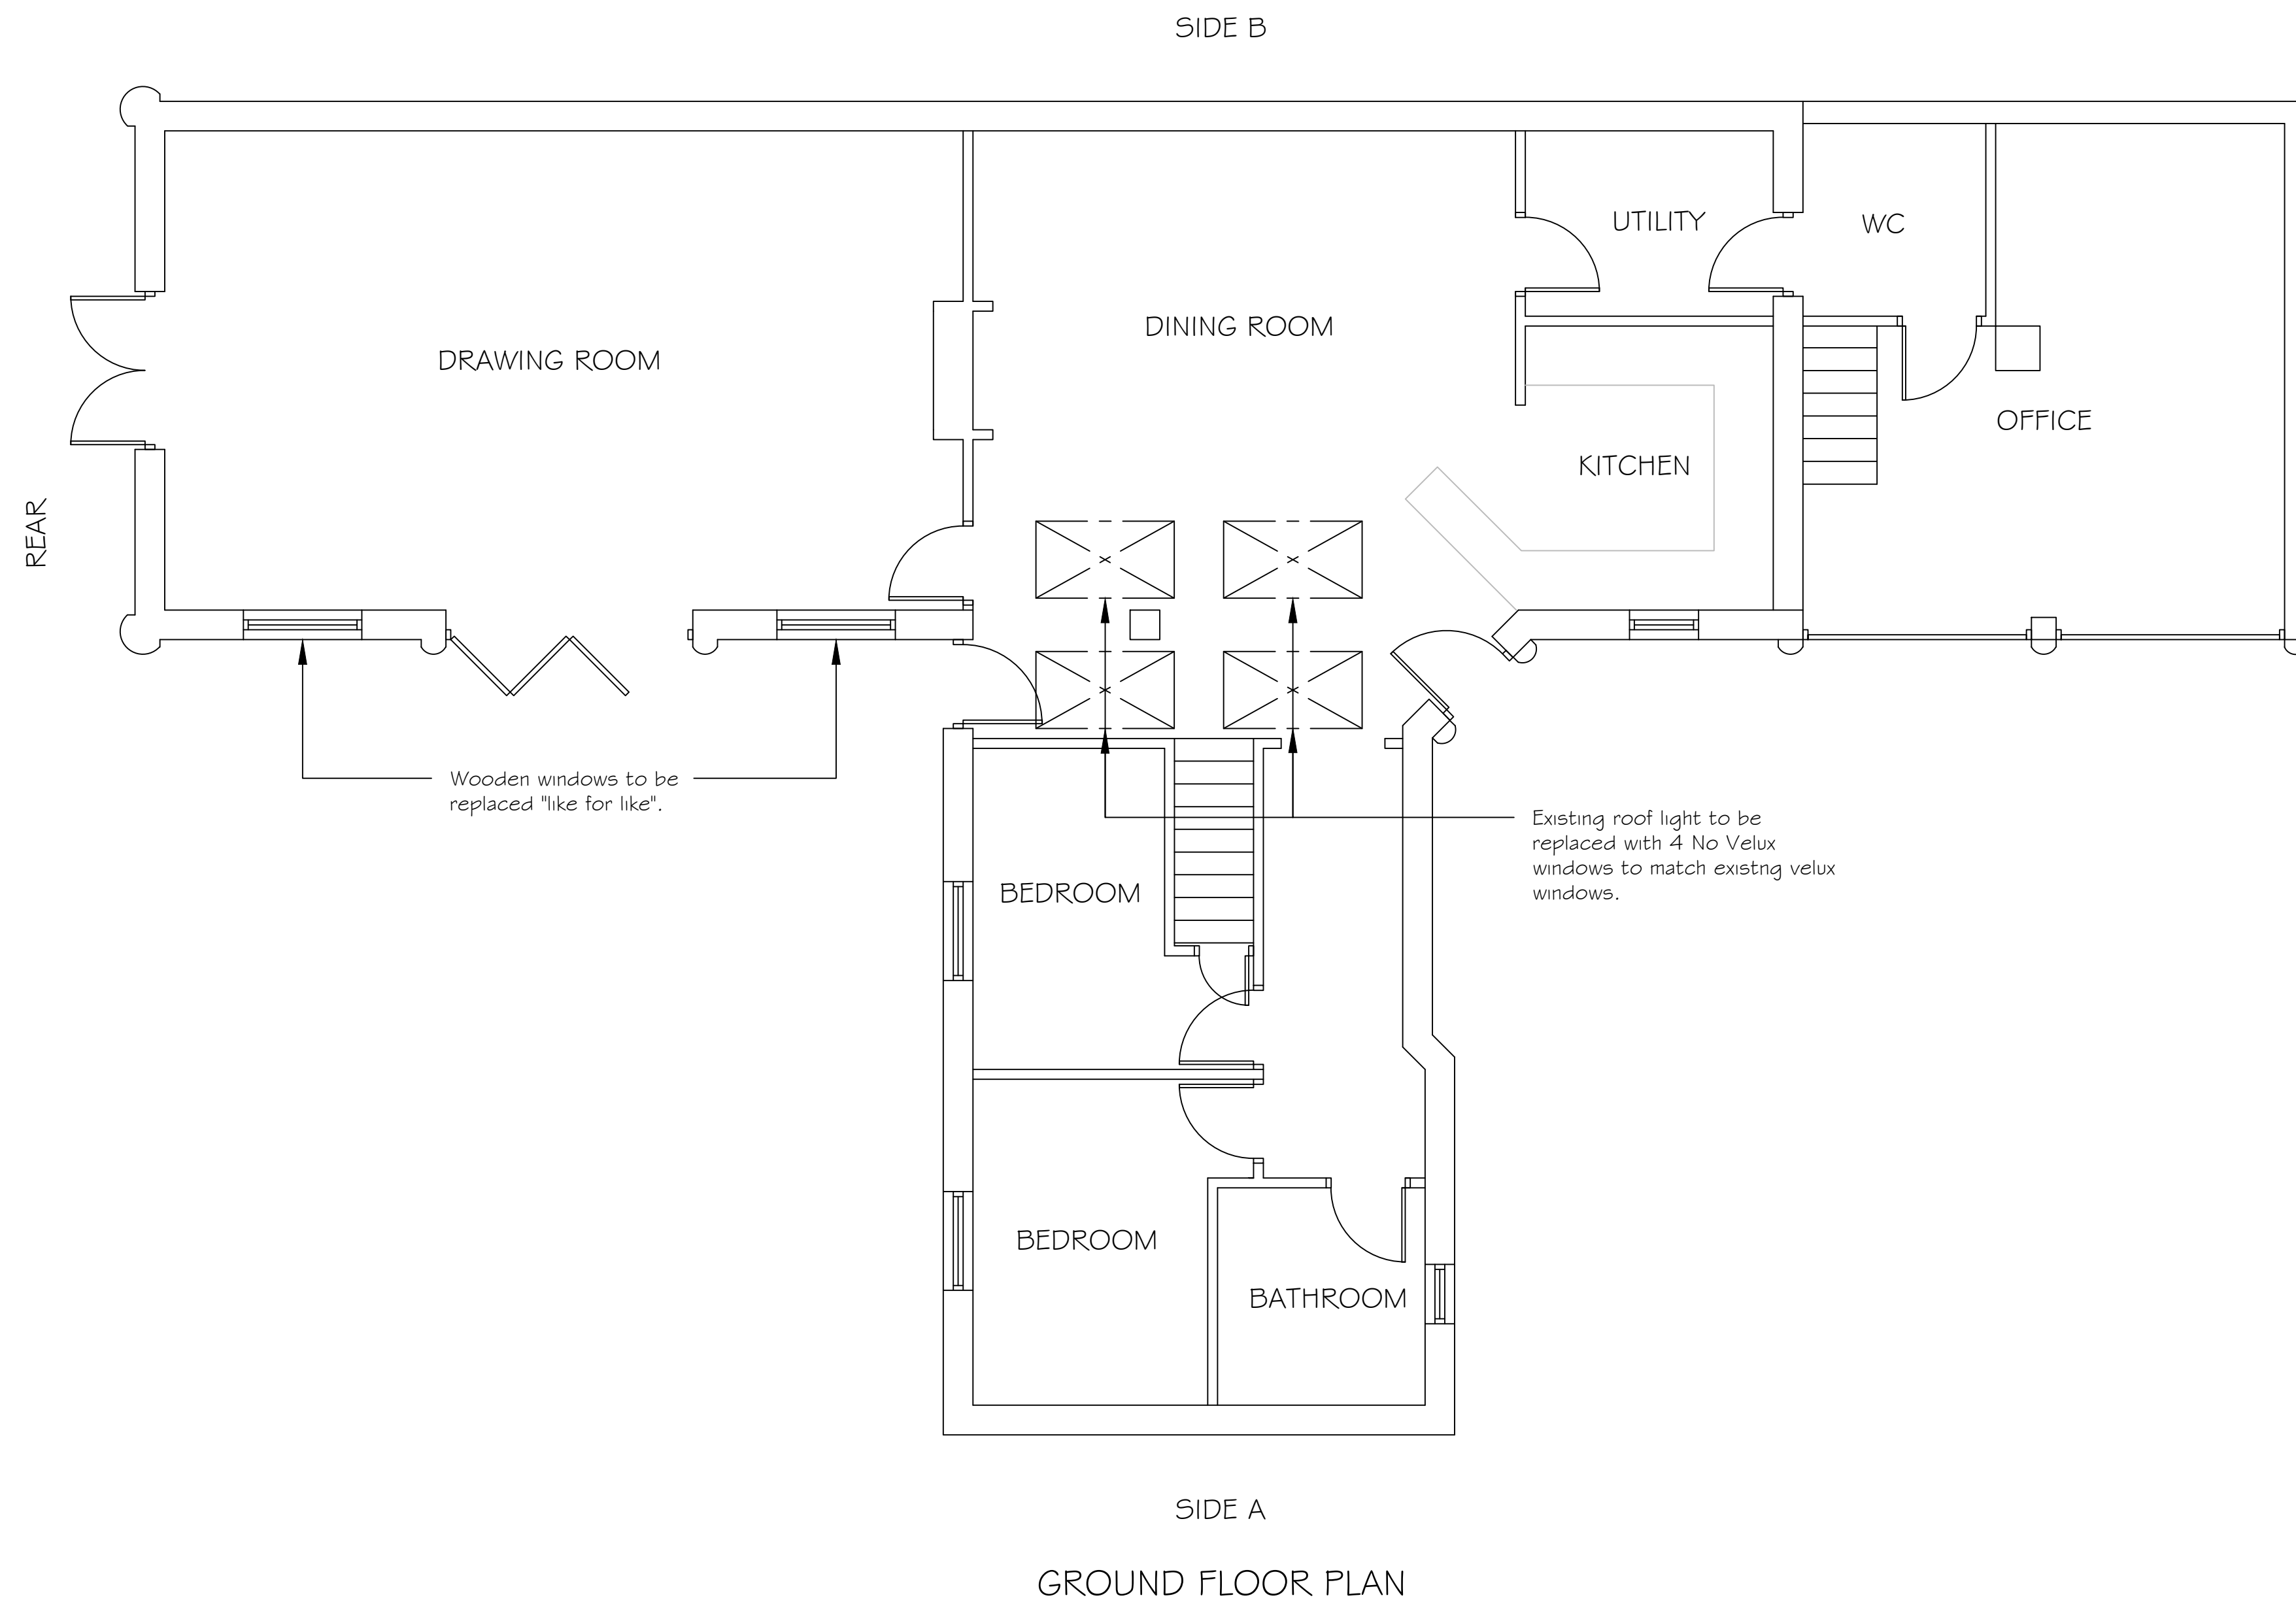 SIDE B
UTILITY
WC
DINING ROOM
DRAWING ROOM
OFFICE
KITCHEN
REAR
Wooden windows to be
replaced "like for like".
Existing roof light to be
replaced with 4 No Velux
windows to match existng velux
windows.
BEDROOM
BEDROOM
BATHROOM
SIDE A
GROUND FLOOR PLAN